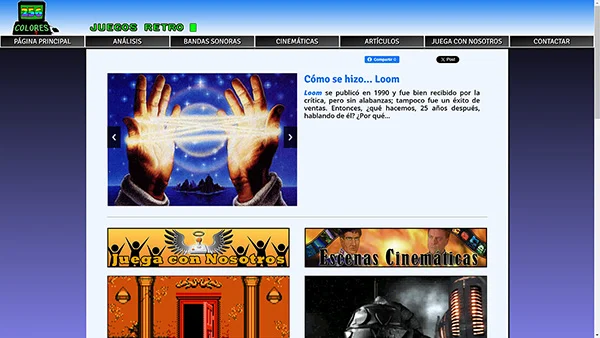 256
COLORES
JUEGOS RETRO
PÁGINA PRINCIPAL
ANÁLISIS
BANDAS SONORAS
CINEMÁTICAS
ARTÍCULOS
JUEGA CON NOSOTROS
CONTACTAR
Compartir 0
X Post
Cómo se hizo... Loom
Loom se publicó en 1990 y fue bien recibido por la
crítica, pero sin alabanzas; tampoco fue un éxito de
ventas. Entonces, ¿qué hacemos, 25 años después,
hablando de él? ¿Por qué...
Juega con Nosotros
Escenas Cinemáticas